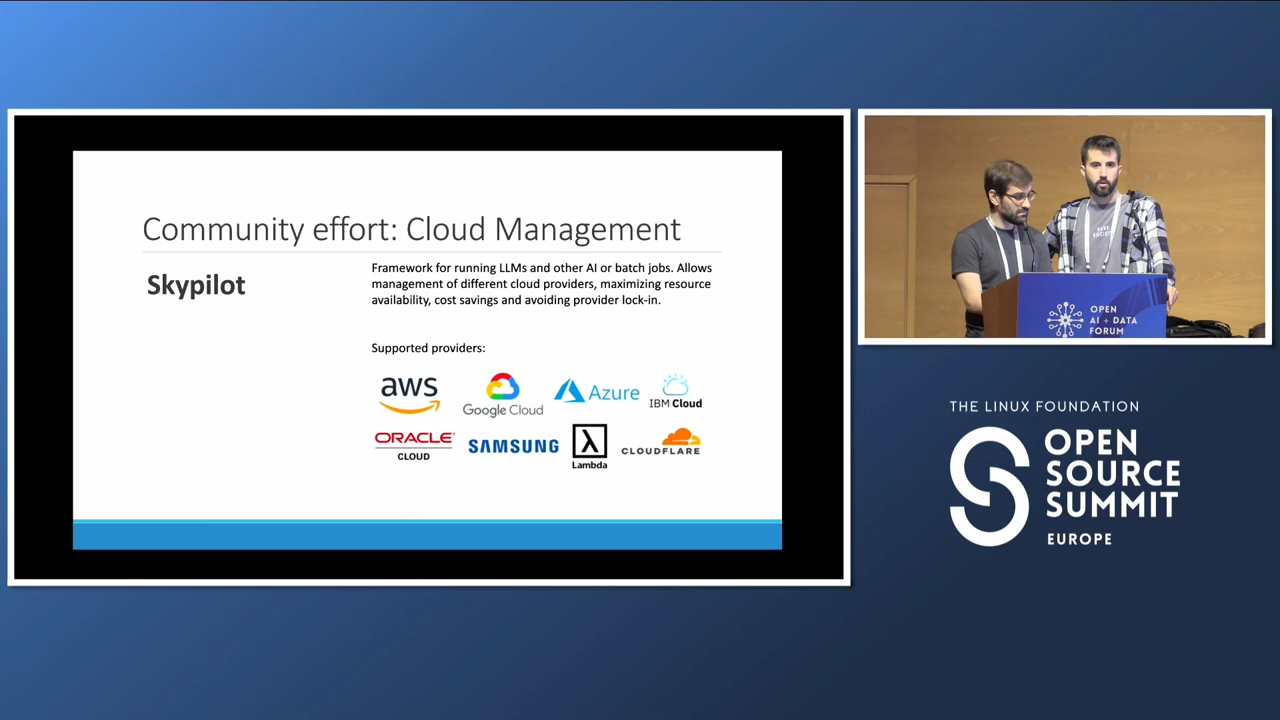 Community effort: Cloud Management
Skypilot
Framework for running LLMs and other AI or batch jobs. Allows
management of different cloud providers, maximizing resource
availability, cost savings and avoiding provider lock-in.
Supported providers:
aws
Google Cloud
Azure
IBM Cloud
ORACLE
CLOUD
SAMSUNG
Lambda
CLOUDFLARE
OPEN
AI + DATA
FORUM
THE LINUX FOUNDATION
OPEN
SOURCE
SUMMIT
EUROPE